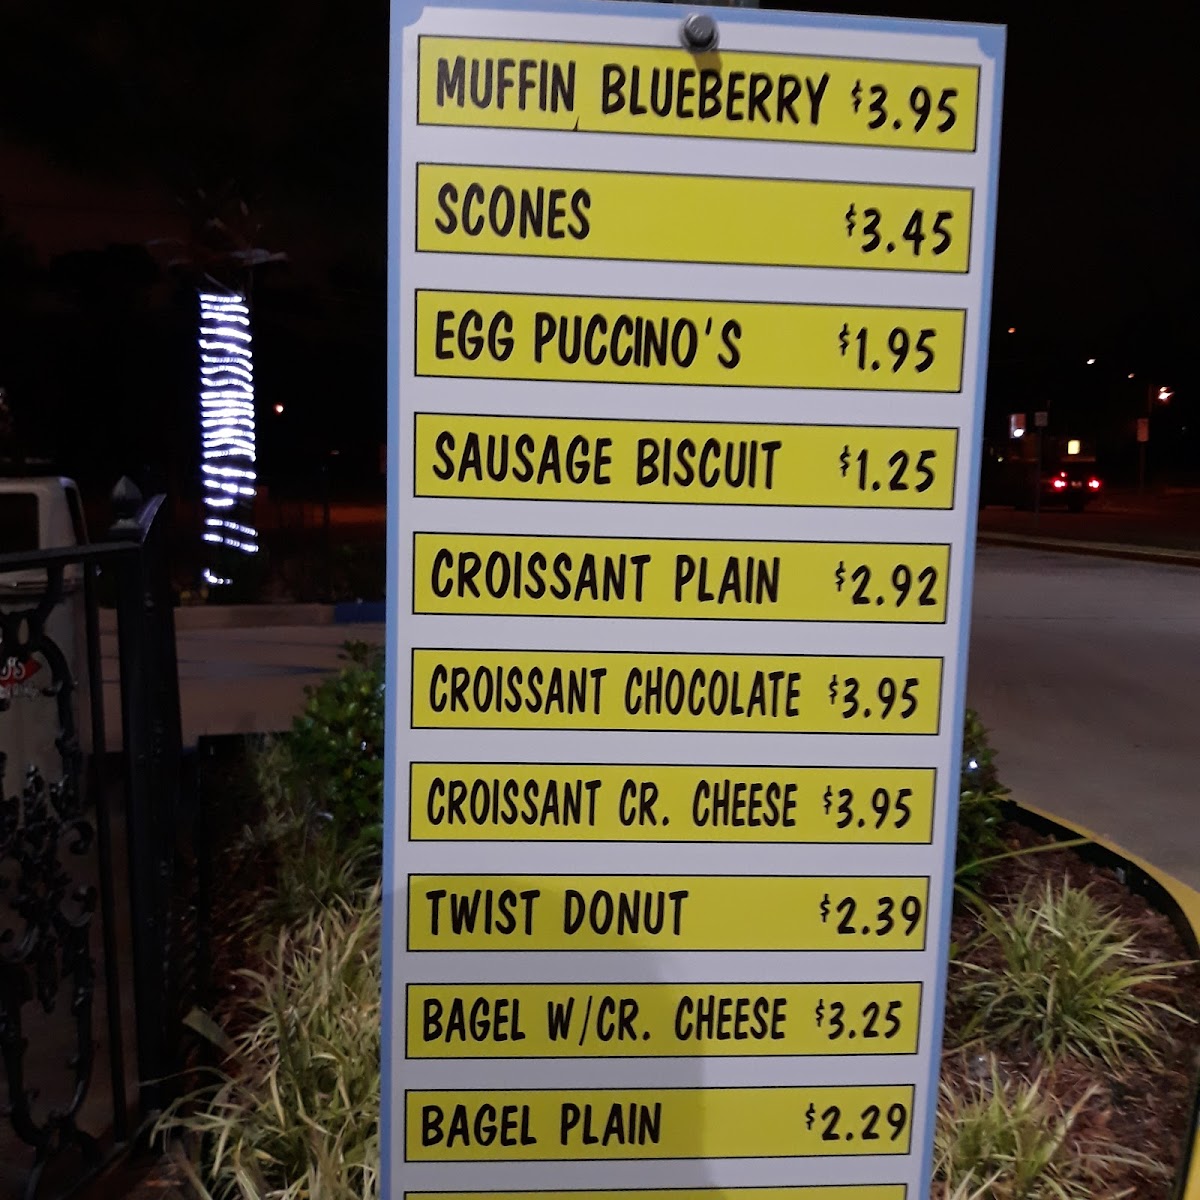 MUFFIN BLUEBERRY $3.95
SCONES $3.45
EGG PUCCINO'S $1.95
SAUSAGE BISCUIT $1.25
CROISSANT PLAIN $2.92
CROISSANT CHOCOLATE $3.95
CROISSANT CR. CHEESE $3.95
TWIST DONUT $2.39
BAGEL W/CR. CHEESE $3.25
BAGEL PLAIN $2.29